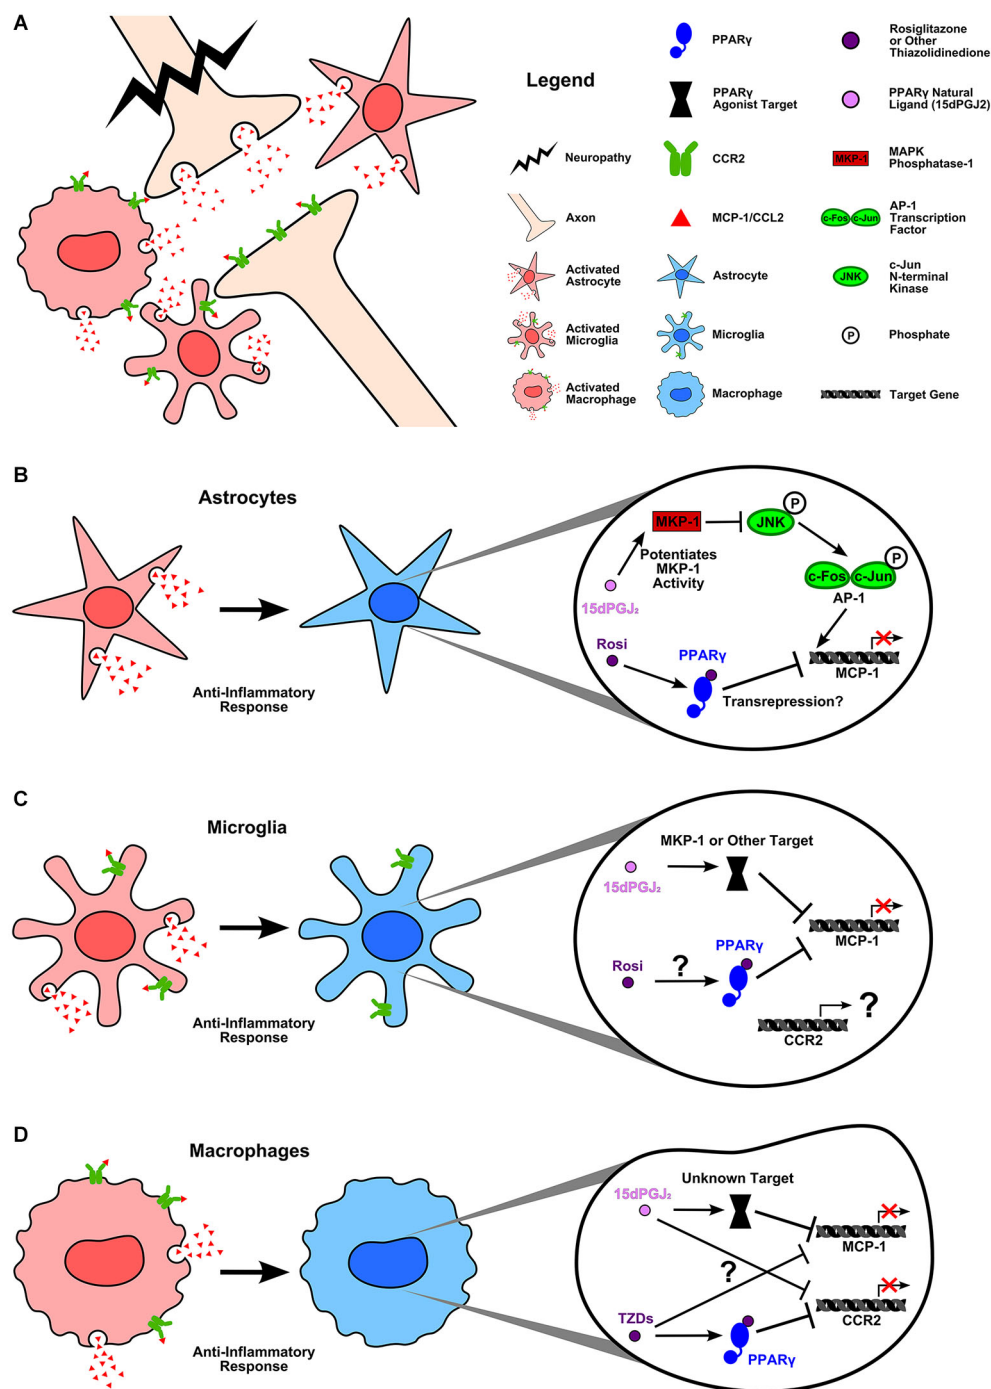 A
Legend
Neuropathy
Axon
Activated
Astrocyte
Activated
Microglia
Activated
Macrophage
PPARγ
PPARγ
Agonist Target
CCR2
MCP-1/CCL2
Astrocyte
Microglia
Macrophage
Rosiglitazone
or Other
Thiazolidinedione
PPARγ Natural
Ligand (15dPGJ2)
MKP-1
MAPK
Phosphatase-1
c-Fos c-Jun
AP-1
Transcription
Factor
JNK
c-Jun
N-terminal
Kinase
P
Phosphate
Target Gene
B
Astrocytes
Anti-Inflammatory
Response
MKP-1
JNK
P
Potentiates
MKP-1
Activity
15dPGJ₂
c-Fos c-Jun
P
AP-1
Rosi
PPARγ
MCP-1
Transrepression?
C
Microglia
Anti-Inflammatory
Response
MKP-1 or Other Target
15dPGJ₂
MCP-1
PPARγ
Rosi
?
?
CCR2
D
Macrophages
Anti-Inflammatory
Response
Unknown Target
15dPGJ₂
MCP-1
?
TZDs
CCR2
PPARγ